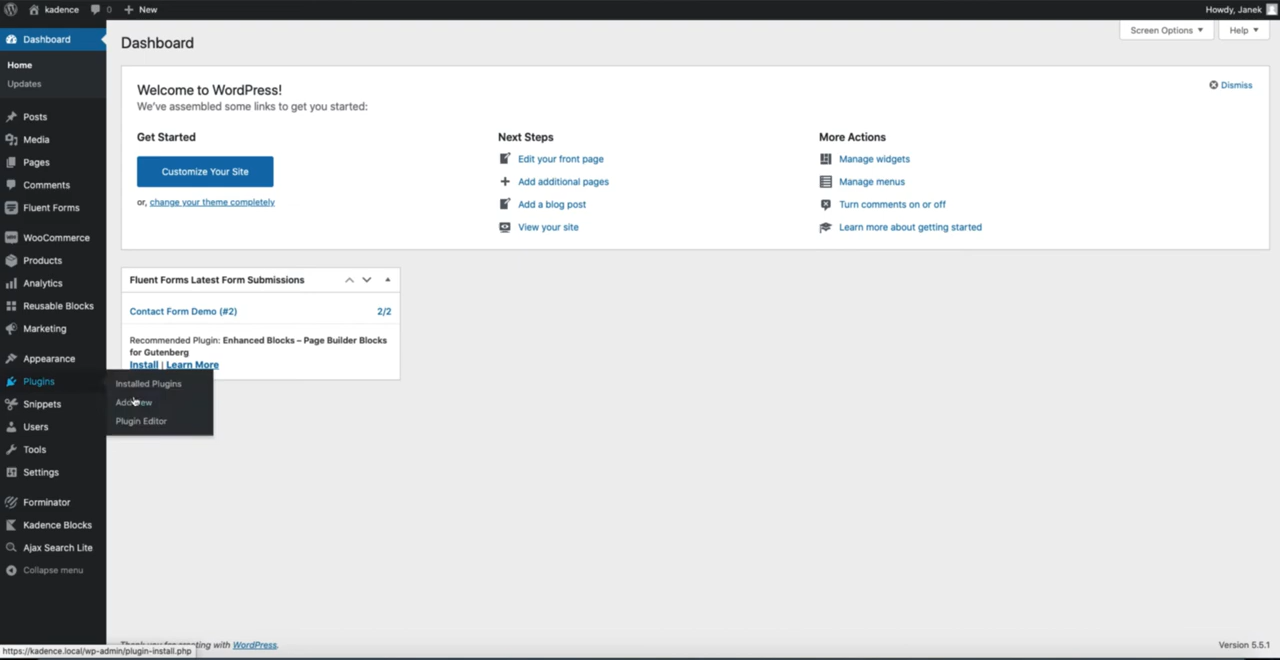 kadence 0 New Howdy, Janek
Dashboard
Home
Updates
Posts
Media
Pages
Comments
Fluent Forms
WooCommerce
Products
Analytics
Reusable Blocks
Marketing
Appearance
Plugins
Snippets
Users
Tools
Settings
Forminator
Kadence Blocks
Ajax Search Lite
Collapse menu
Installed Plugins
Add New
Plugin Editor
Dashboard
Screen Options ▼ Help ▼
Welcome to WordPress!
Dismiss
We've assembled some links to get you started:
Get Started
Customize Your Site
or, change your theme completely
Next Steps
Edit your front page
Add additional pages
Add a blog post
View your site
More Actions
Manage widgets
Manage menus
Turn comments on or off
Learn more about getting started
Fluent Forms Latest Form Submissions
Contact Form Demo (#2) 2/2
Recommended Plugin: Enhanced Blocks – Page Builder Blocks
for Gutenberg
Install | Learn More
Thank you for creating with WordPress.
Version 5.5.1
https://kadence.local/wp-admin/plugin-install.php